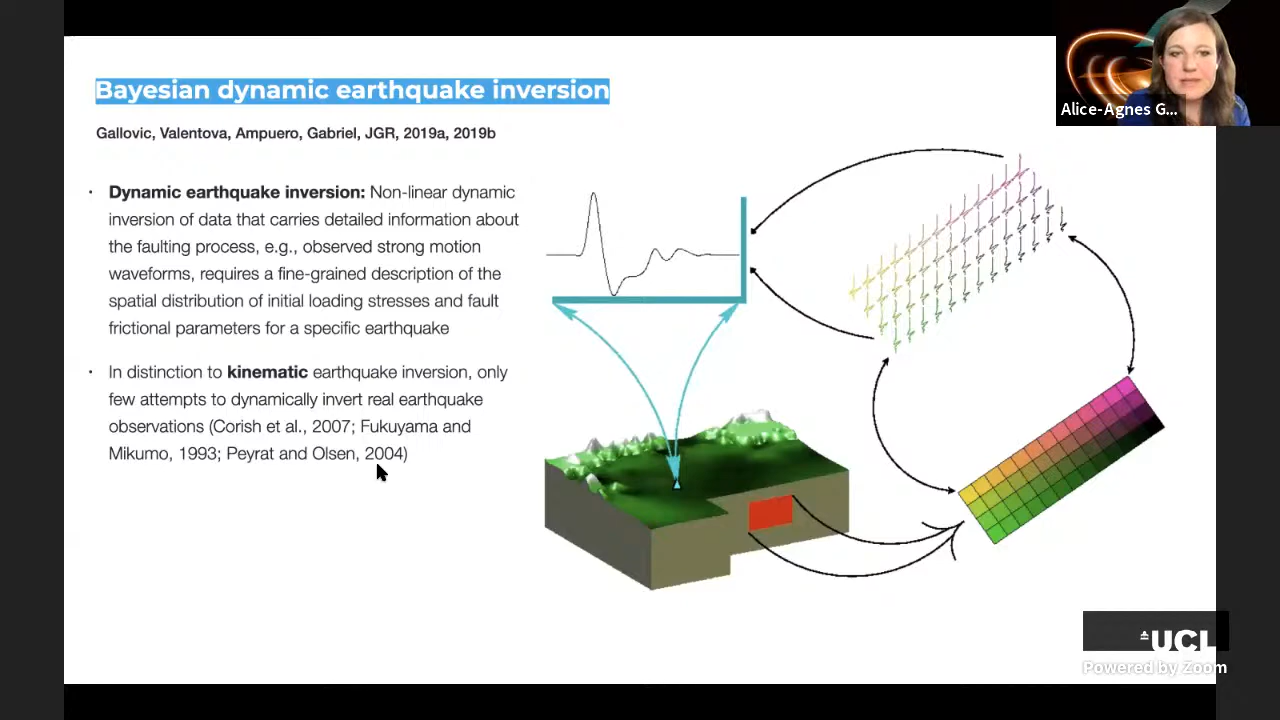 Bayesian dynamic earthquake inversion
Gallovic, Valentova, Ampuero, Gabriel, JGR, 2019a, 2019b
· Dynamic earthquake inversion: Non-linear dynamic
inversion of data that carries detailed information about
the faulting process, e.g., observed strong motion
waveforms, requires a fine-grained description of the
spatial distribution of initial loading stresses and fault
frictional parameters for a specific earthquake
· In distinction to kinematic earthquake inversion, only
few attempts to dynamically invert real earthquake
observations (Corish et al., 2007; Fukuyama and
Mikumo, 1993; Peyrat and Olsen, 2004)
Alice-Agnes G...
UCL
Powered by Zoom